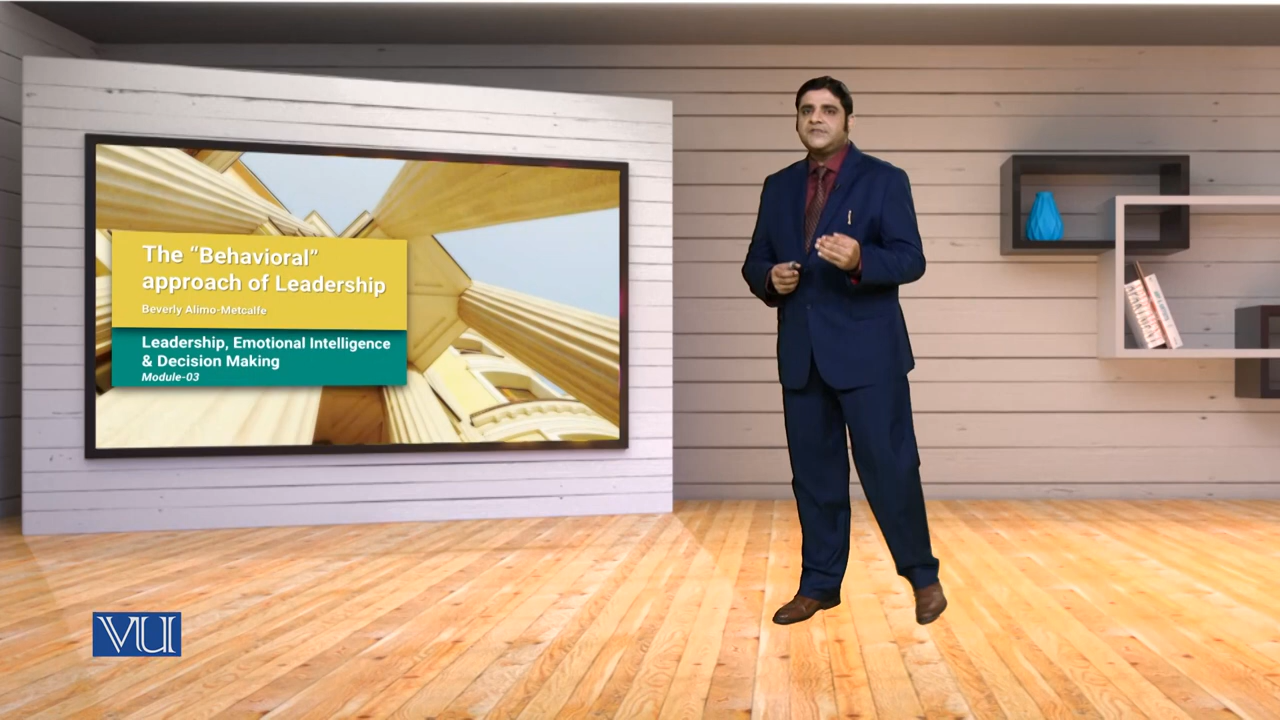 The “Behavioral”
approach of Leadership
Beverly Alimo-Metcalfe
Leadership, Emotional Intelligence
& Decision Making
Module-03
VU